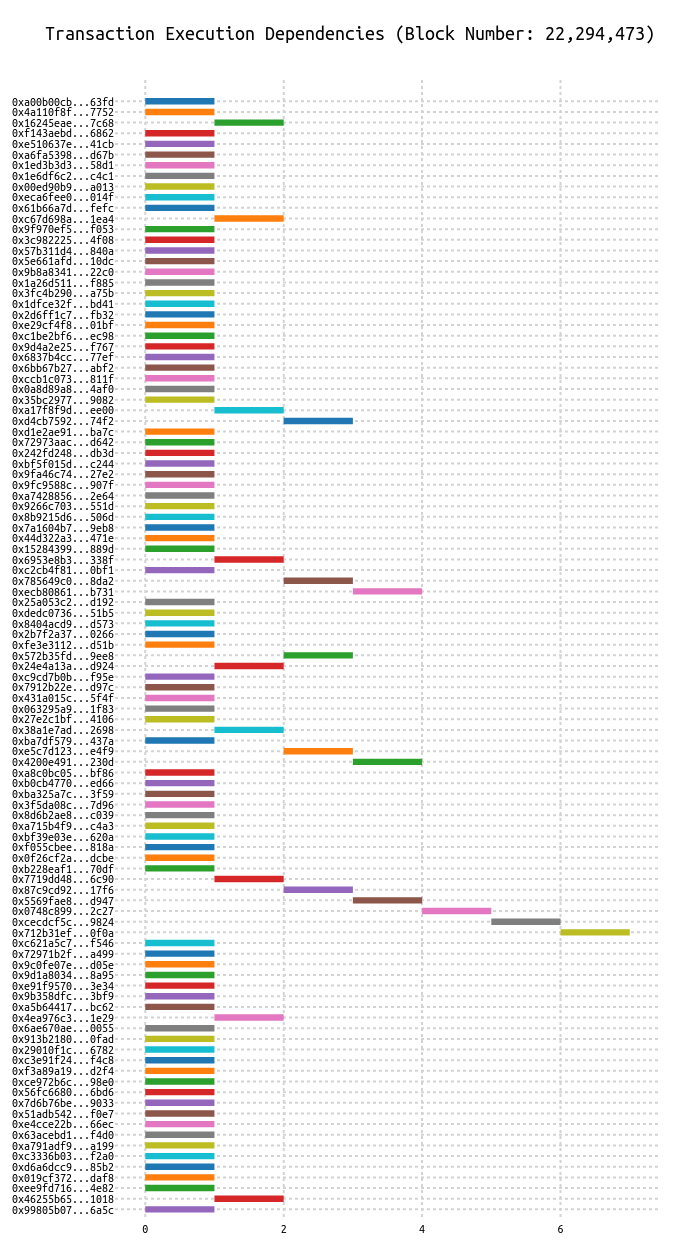 Transaction Execution Dependencies (Block Number: 22,294,473)
0xa00b00cb...63fd
0x4a110f8f...7752
0x16245eae...7c68
0xf143aebd...6862
0xe510637e...41cb
0xa6fa5398...d67b
0x1ed3b3d3...58d1
0x1e6df6c2...c4c1
0x00ed90b9...a013
0xeca6fee0...014f
0x61b66a7d...fefc
0xc67d698a...1ea4
0x9f970ef5...f053
0x3c982225...4f08
0x57b311d4...840a
0x5e661afd...10dc
0x9b8a8341...22c0
0x1a26d511...f885
0x3fc4b290...a75b
0x1dfce32f...bd41
0x2d6ff1c7...fb32
0xe29cf4f8...01bf
0xc1be2bf6...ec98
0x9d4a2e25...f767
0x6837b4cc...77ef
0x6bb67b27...abf2
0xccb1c073...811f
0x0a8d89a8...4af0
0x35bc2977...9082
0xa17f8f9d...ee00
0xd4cb7592...74f2
0xd1e2ae91...ba7c
0x72973aac...d642
0x242fd248...db3d
0xbf5f015d...c244
0x9fa46c74...27e2
0x9fc9588c...907f
0xa7428856...2e64
0x9266c703...551d
0x8b9215d6...506d
0x7a1604b7...9eb8
0x44d322a3...471e
0x15284399...889d
0x6953e8b3...338f
0xc2cb4f81...0bf1
0x785649c0...8da2
0xecb80861...b731
0x25a053c2...d192
0xdedc0736...51b5
0x8404acd9...d573
0x2b7f2a37...0266
0xfe3e3112...d51b
0x572b35fd...9ee8
0x24e4a13a...d924
0xc9cd7b0b...f95e
0x7912b22e...d97c
0x431a015c...5f4f
0x063295a9...1f83
0x27e2c1bf...4106
0x38a1e7ad...2698
0xba7df579...437a
0xe5c7d123...e4f9
0x4200e491...230d
0xa8c0bc05...bf86
0xb0cb4770...ed66
0xba325a7c...3f59
0x3f5da08c...7d96
0x8d6b2ae8...c039
0xa715b4f9...c4a3
0xbf39e03e...620a
0xf055cbee...818a
0x0f26cf2a...dcbe
0xb228eaf1...70df
0x7719dd48...6c90
0x87c9cd92...17f6
0x5569fae8...d947
0x0748c899...2c27
0xcecdcf5c...9824
0x712b31ef...0f0a
0xc621a5c7...f546
0x72971b2f...a499
0x9c0fe07e...d05e
0x9d1a8034...8a95
0xe91f9570...3e34
0x9b358dfc...3bf9
0xa5b64417...bc62
0x4ea976c3...1e29
0x6ae670ae...0055
0x913b2180...0fad
0x29010f1c...6782
0xc3e91f24...f4c8
0xf3a89a19...d2f4
0xce972b6c...98e0
0x56fc6680...6bd6
0x7d6b76be...9033
0x51adb542...f0e7
0xe4cce22b...66ec
0x63acebd1...f4d0
0xa791adf9...a199
0xc3336b03...f2a0
0xd6a6dcc9...85b2
0x019cf372...daf8
0xee9fd716...4e82
0x46255b65...1018
0x99805b07...6a5c
0 2 4 6